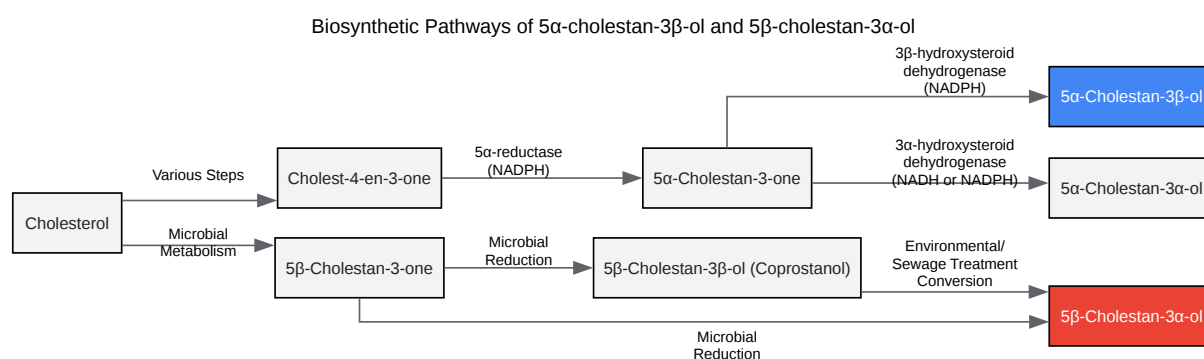 Biosynthetic Pathways of 5α-cholestan-3β-ol and 5β-cholestan-3α-ol
3β-hydroxysteroid
dehydrogenase
(NADPH)
5α-Cholestan-3β-ol
Various Steps
Cholest-4-en-3-one
5α-reductase
(NADPH)
5α-Cholestan-3-one
3α-hydroxysteroid
dehydrogenase
(NADH or NADPH)
5α-Cholestan-3α-ol
Cholesterol
Microbial
Metabolism
5β-Cholestan-3-one
Microbial
Reduction
5β-Cholestan-3β-ol (Coprostanol)
Environmental/
Sewage Treatment
Conversion
5β-Cholestan-3α-ol
Microbial
Reduction